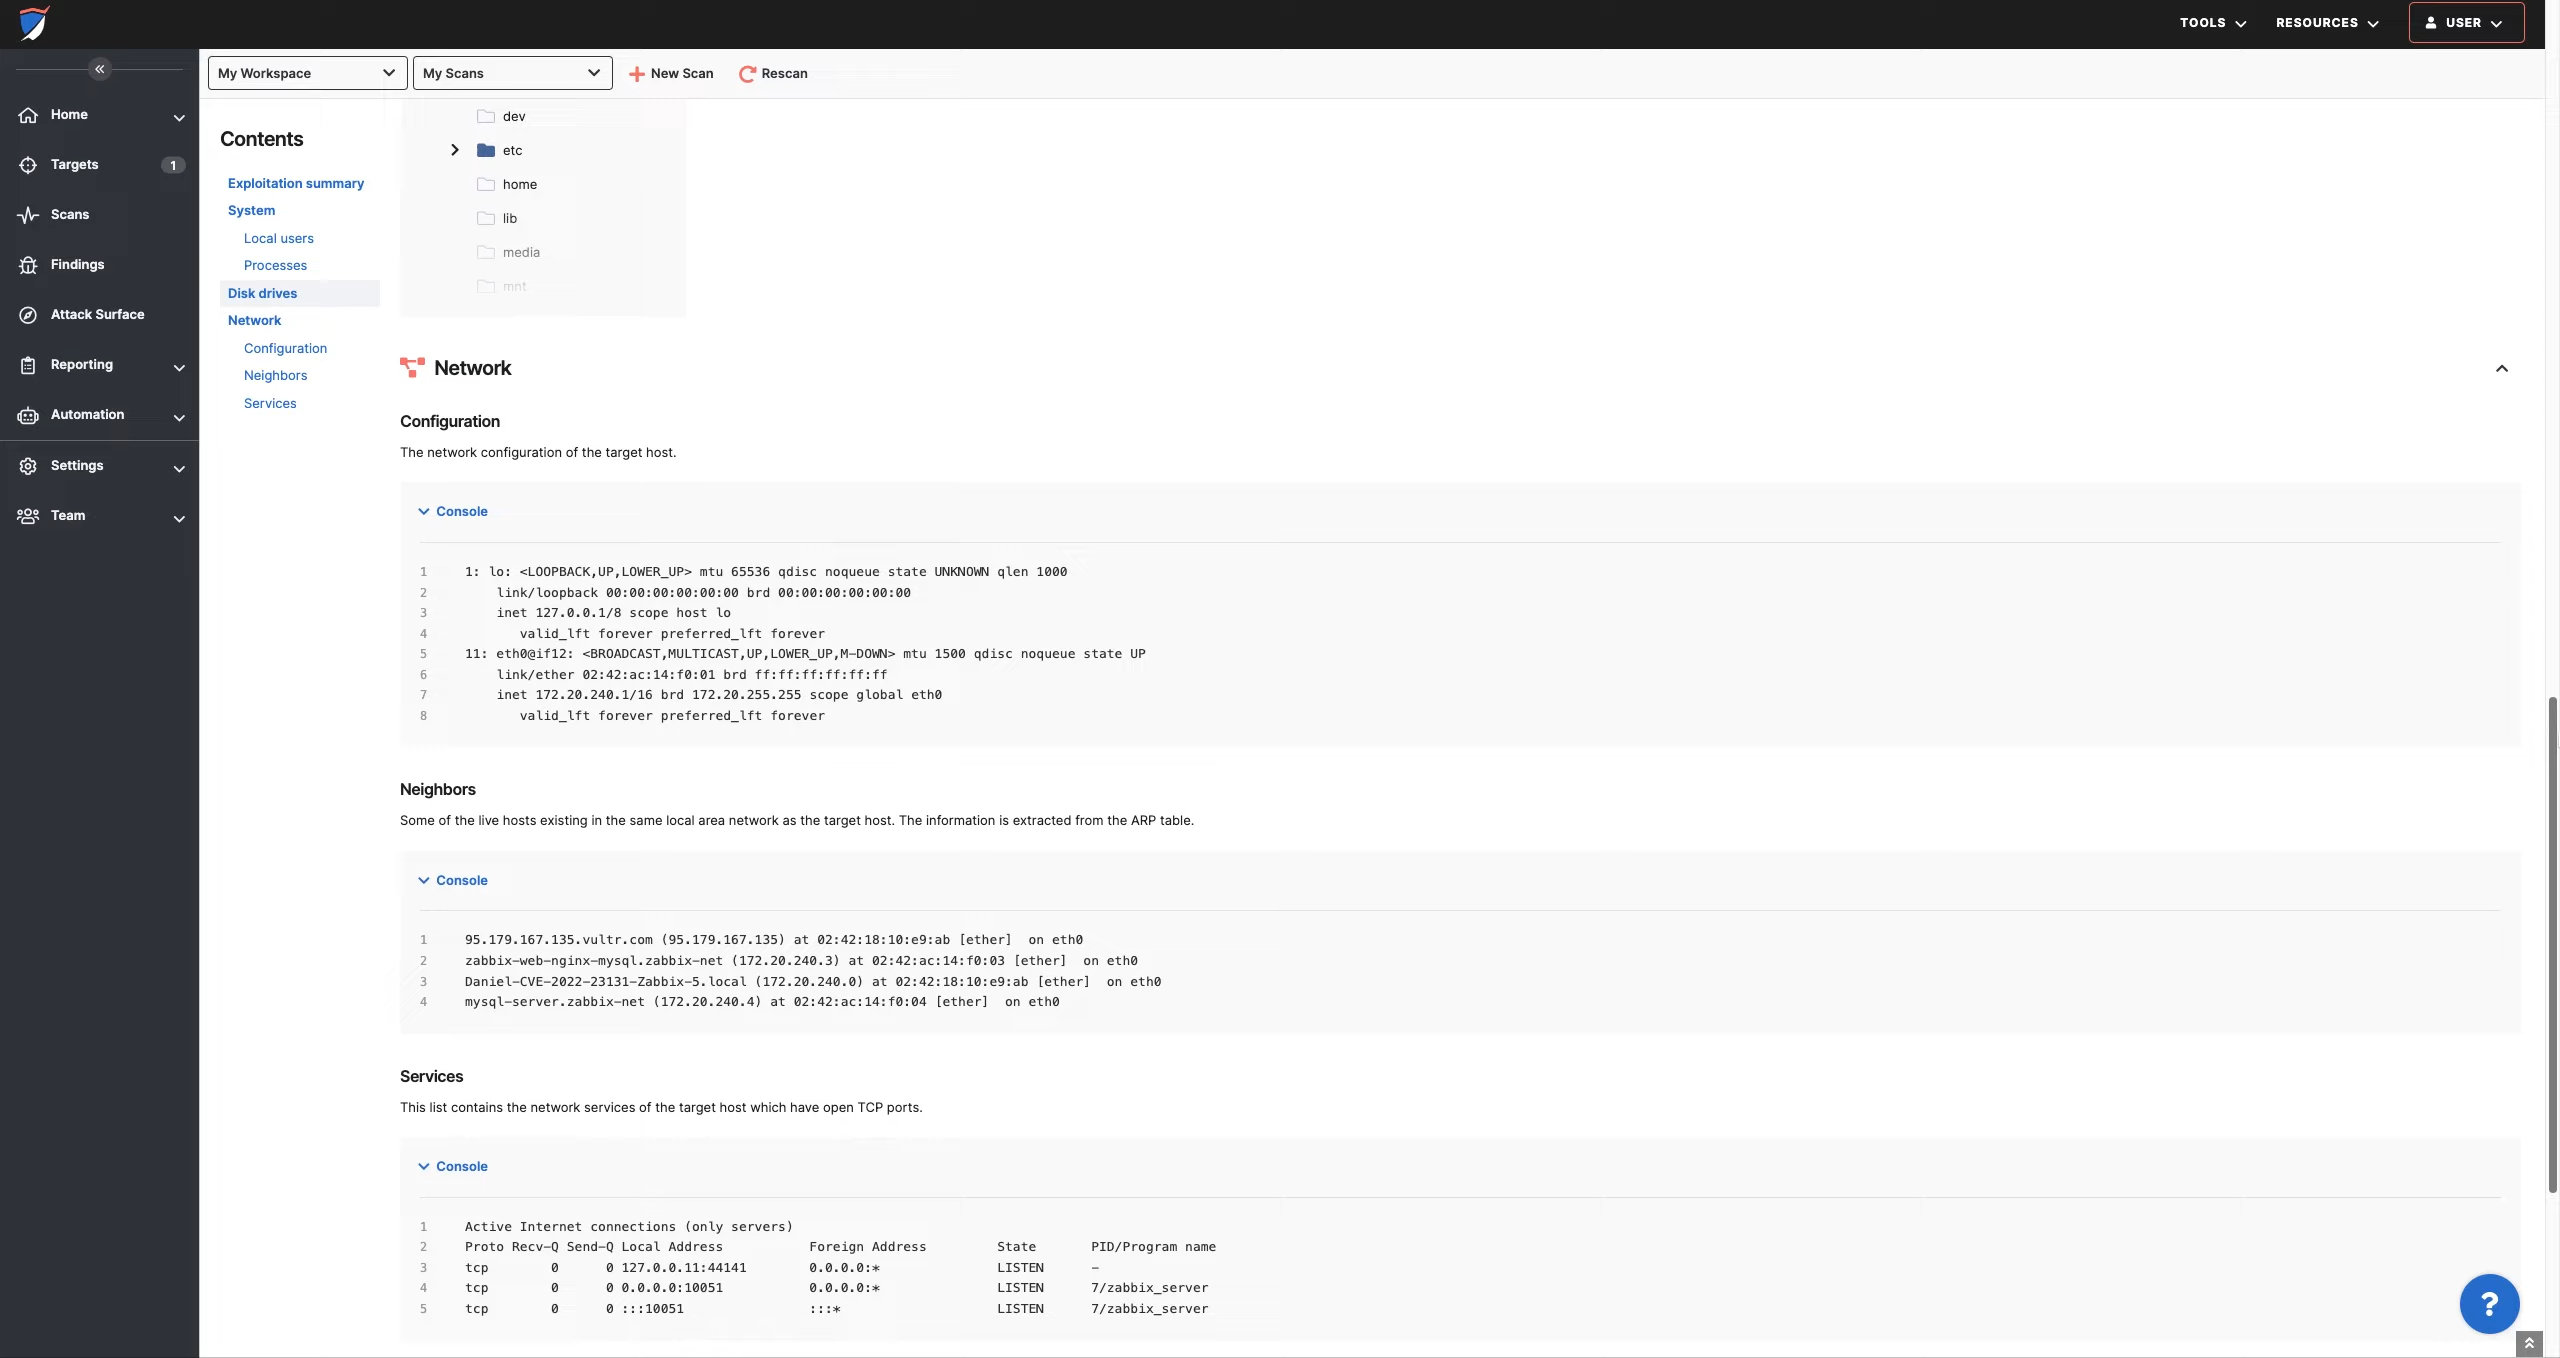 TOOLS
RESOURCES
USER
My Workspace
My Scans
New Scan
Rescan
Home
Targets 1
Scans
Findings
Attack Surface
Reporting
Automation
Settings
Team
Contents
Exploitation summary
System
Local users
Processes
Disk drives
Network
Configuration
Neighbors
Services
dev
etc
home
lib
media
mnt
Network
Configuration
The network configuration of the target host.
Console
1 1: lo: <LOOPBACK,UP,LOWER_UP> mtu 65536 qdisc noqueue state UNKNOWN qlen 1000
2 link/loopback 00:00:00:00:00:00 brd 00:00:00:00:00:00
3 inet 127.0.0.1/8 scope host lo
4 valid_lft forever preferred_lft forever
5 11: eth0@if12: <BROADCAST,MULTICAST,UP,LOWER_UP,M-DOWN> mtu 1500 qdisc noqueue state UP
6 link/ether 02:42:ac:14:f0:01 brd ff:ff:ff:ff:ff:ff
7 inet 172.20.240.1/16 brd 172.20.255.255 scope global eth0
8 valid_lft forever preferred_lft forever
Neighbors
Some of the live hosts existing in the same local area network as the target host. The information is extracted from the ARP table.
Console
1 95.179.167.135.vultr.com (95.179.167.135) at 02:42:18:10:e9:ab [ether] on eth0
2 zabbix-web-nginx-mysql.zabbix-net (172.20.240.3) at 02:42:ac:14:f0:03 [ether] on eth0
3 Daniel-CVE-2022-23131-Zabbix-5.local (172.20.240.0) at 02:42:18:10:e9:ab [ether] on eth0
4 mysql-server.zabbix-net (172.20.240.4) at 02:42:ac:14:f0:04 [ether] on eth0
Services
This list contains the network services of the target host which have open TCP ports.
Console
1 Active Internet connections (only servers)
2 Proto Recv-Q Send-Q Local Address Foreign Address State PID/Program name
3 tcp 0 0 127.0.0.11:44141 0.0.0.0:* LISTEN -
4 tcp 0 0 0.0.0.0:10051 0.0.0.0:* LISTEN 7/zabbix_server
5 tcp 0 0 :::10051 :::* LISTEN 7/zabbix_server
?